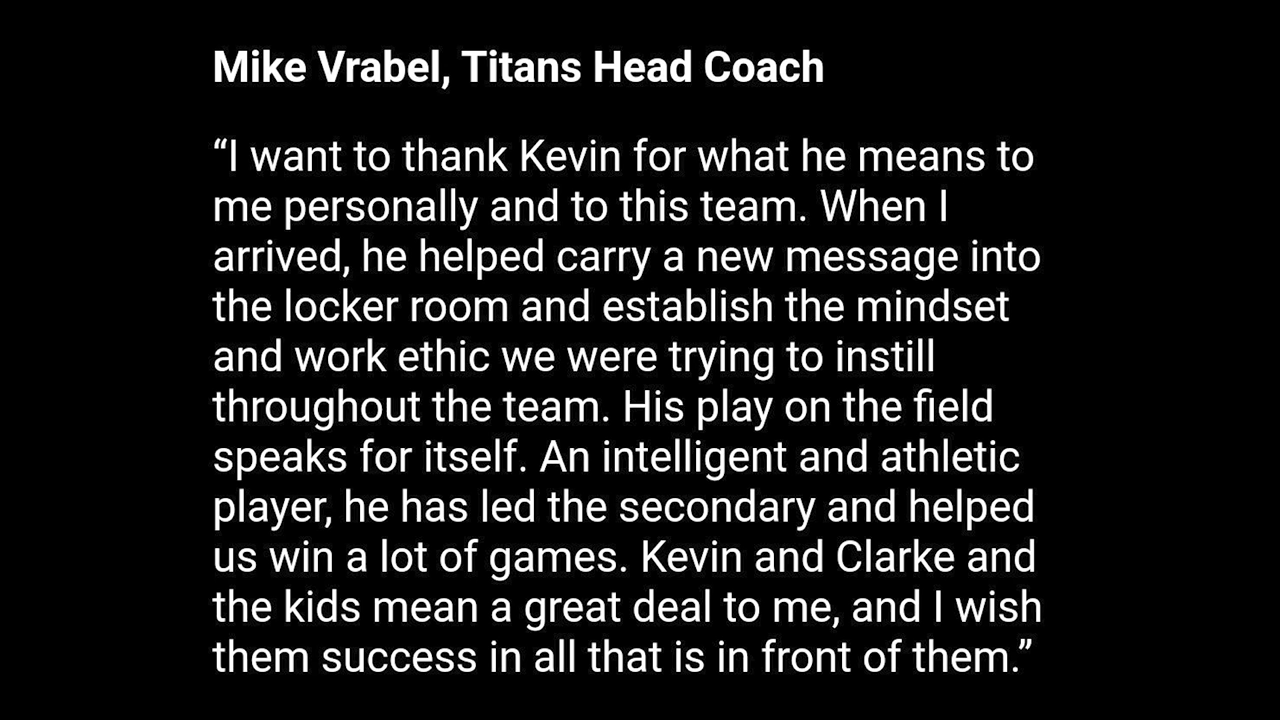 Mike Vrabel, Titans Head Coach
“I want to thank Kevin for what he means to
me personally and to this team. When I
arrived, he helped carry a new message into
the locker room and establish the mindset
and work ethic we were trying to instill
throughout the team. His play on the field
speaks for itself. An intelligent and athletic
player, he has led the secondary and helped
us win a lot of games. Kevin and Clarke and
the kids mean a great deal to me, and I wish
them success in all that is in front of them.”